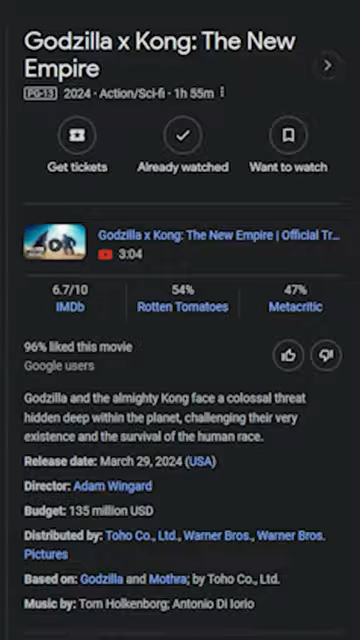 Godzilla x Kong: The New
Empire
PG-13 2024 · Action/Sci-fi · 1h 55m
Get tickets Already watched Want to watch
Godzilla x Kong: The New Empire | Official Tr...
3:04
6.7/10 54% 47%
IMDb Rotten Tomatoes Metacritic
96% liked this movie
Google users
Godzilla and the almighty Kong face a colossal threat
hidden deep within the planet, challenging their very
existence and the survival of the human race.
Release date: March 29, 2024 (USA)
Director: Adam Wingard
Budget: 135 million USD
Distributed by: Toho Co., Ltd., Warner Bros., Warner Bros.
Pictures
Based on: Godzilla and Mothra; by Toho Co., Ltd.
Music by: Tom Holkenborg; Antonio Di Iorio